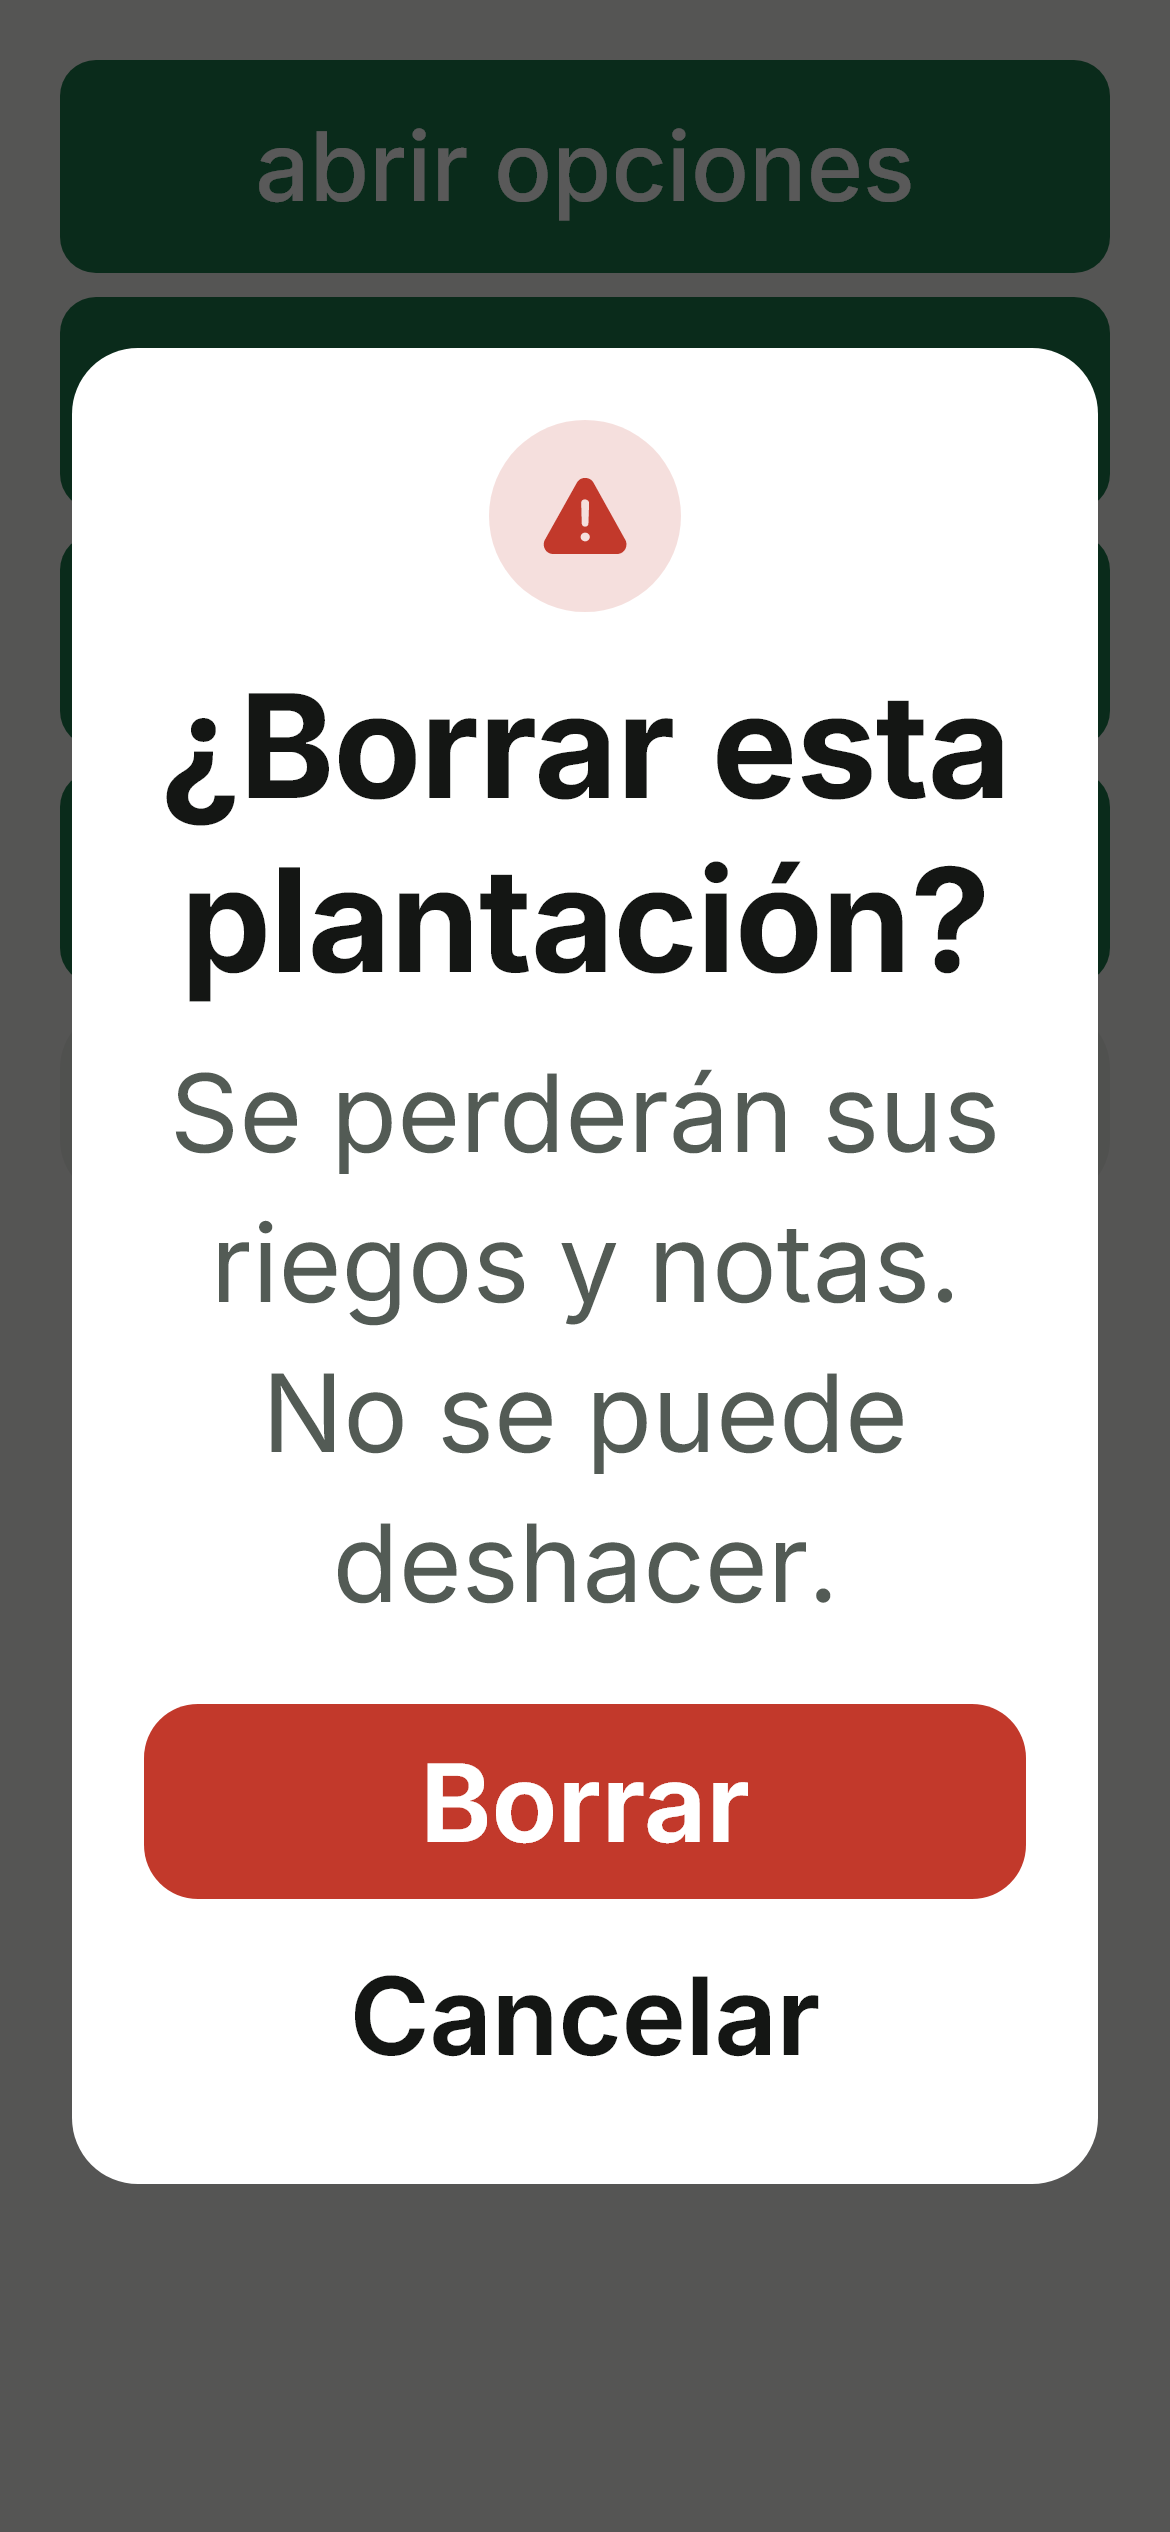 abrir opciones
¿Borrar esta
plantación?
Se perderán sus
riegos y notas.
No se puede
deshacer.
Borrar
Cancelar